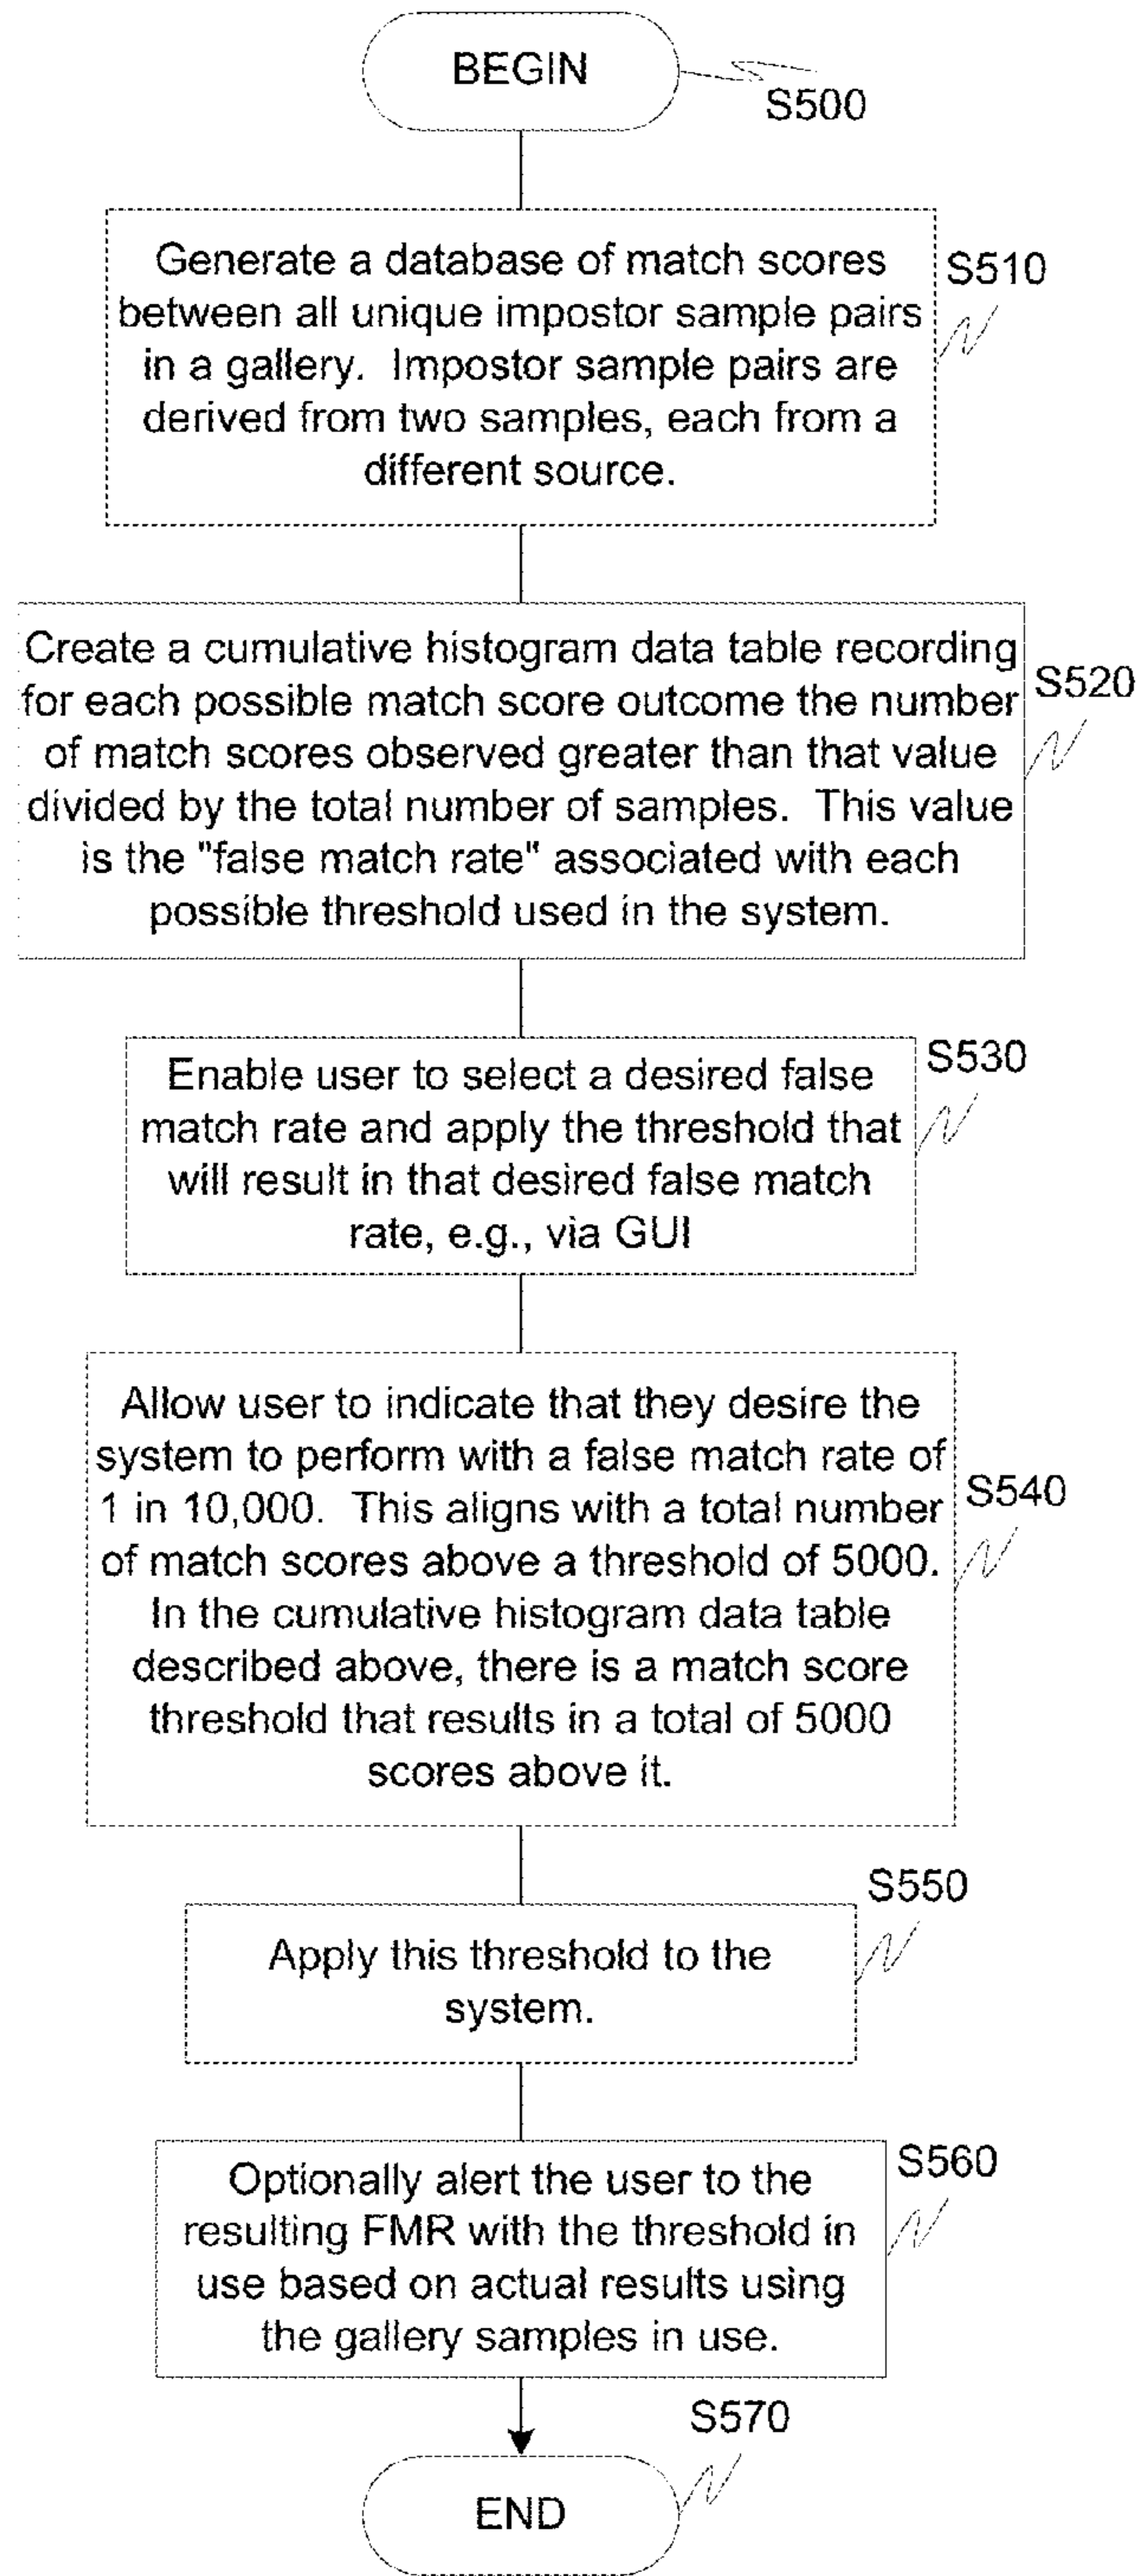 BEGIN
S500
Generate a database of match scores
between all unique impostor sample pairs
in a gallery. Impostor sample pairs are
derived from two samples, each from a
different source.
S510
Create a cumulative histogram data table recording
for each possible match score outcome the number
of match scores observed greater than that value
divided by the total number of samples. This value
is the "false match rate" associated with each
possible threshold used in the system.
S520
Enable user to select a desired false
match rate and apply the threshold that
will result in that desired false match
rate, e.g., via GUI
S530
Allow user to indicate that they desire the
system to perform with a false match rate of
1 in 10,000. This aligns with a total number
of match scores above a threshold of 5000.
In the cumulative histogram data table
described above, there is a match score
threshold that results in a total of 5000
scores above it.
S540
Apply this threshold to the
system.
S550
Optionally alert the user to the
resulting FMR with the threshold in
use based on actual results using
the gallery samples in use.
S560
END
S570